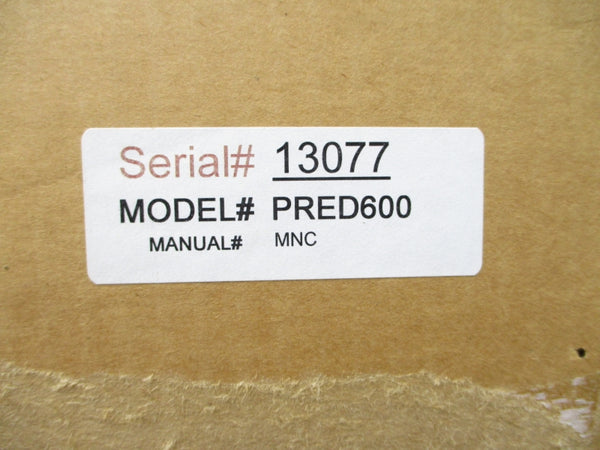 Serial# 13077
MODEL# PRED600
MANUAL# MNC